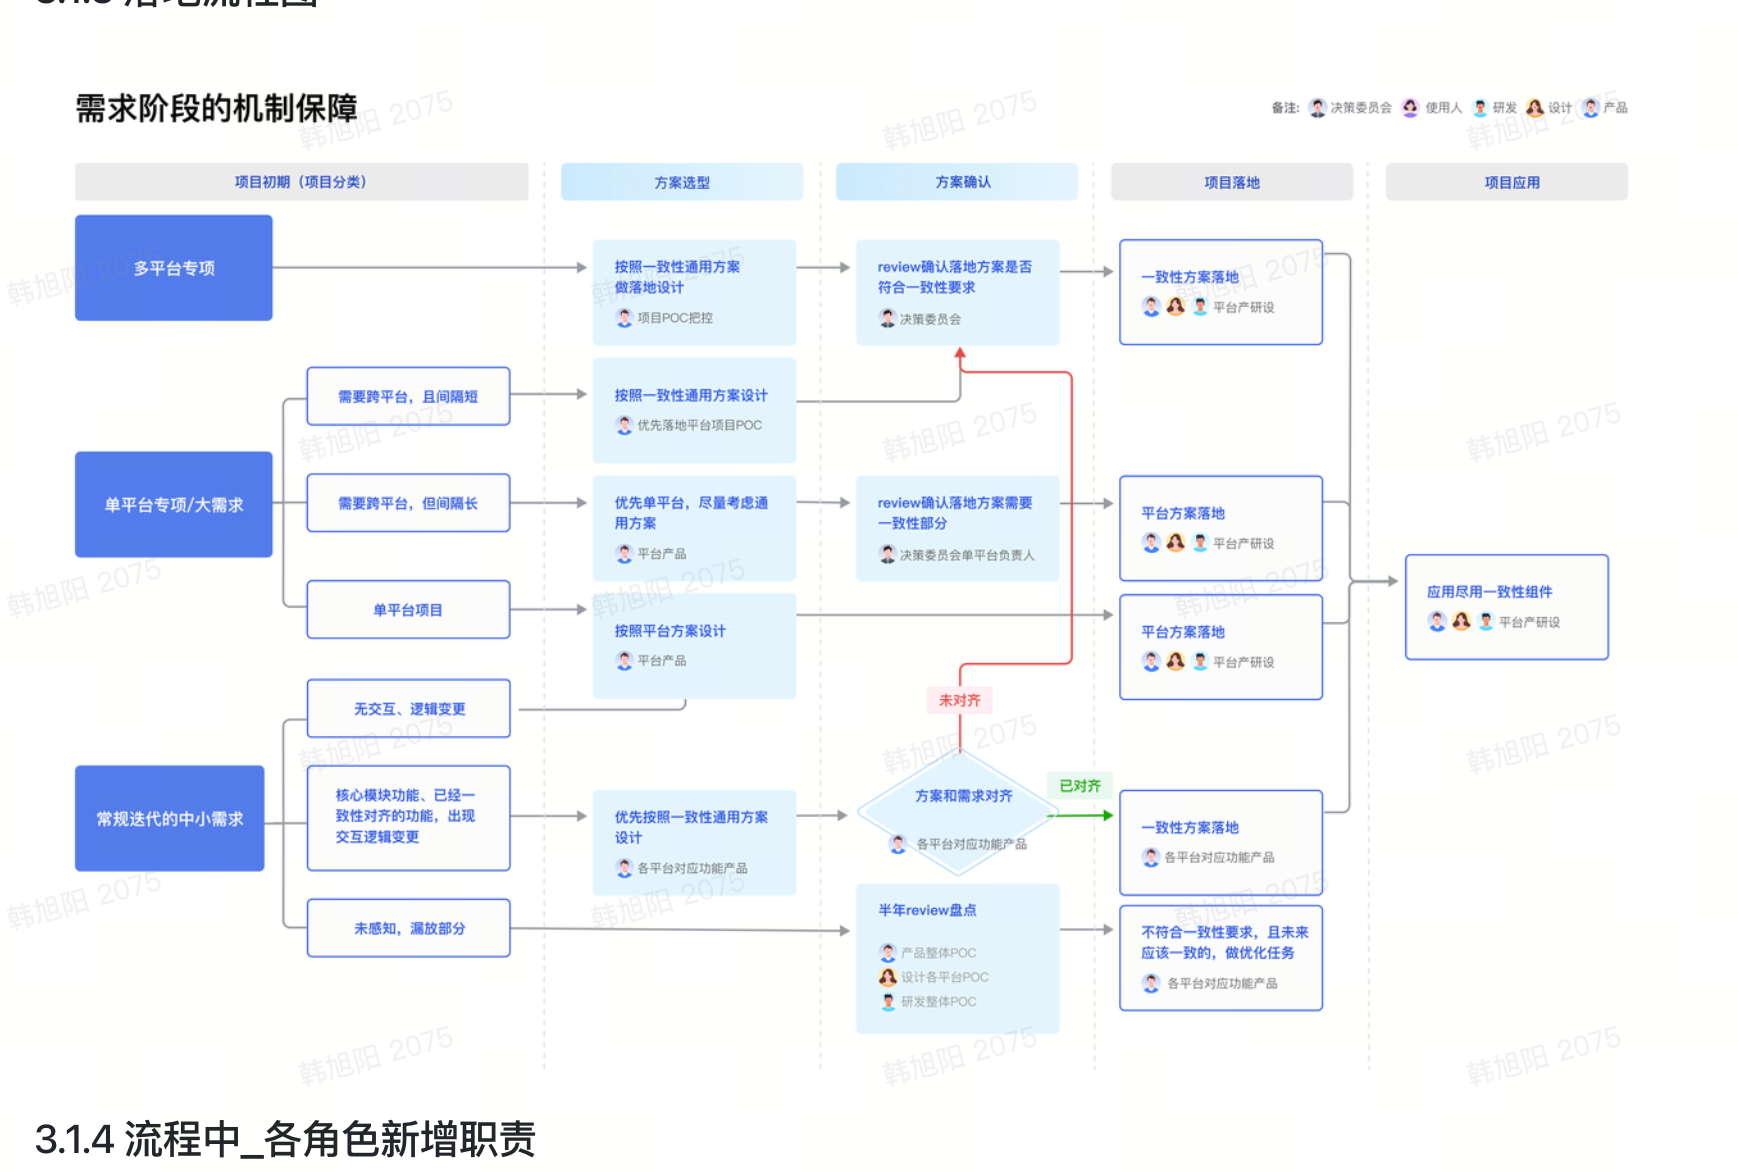 3.1.3 落地流程图
需求阶段的机制保障
备注: 决策委员会 使用人 研发 设计 产品
项目初期（项目分类） 方案选型 方案确认 项目落地 项目应用
多平台专项
按照一致性通用方案
做落地设计
项目POC把控
review确认落地方案是否
符合一致性要求
决策委员会
一致性方案落地
平台产研设
单平台专项/大需求
需要跨平台，且间隔短
按照一致性通用方案设计
优先落地平台项目POC
需要跨平台，但间隔长
优先单平台，尽量考虑通
用方案
平台产品
review确认落地方案需要
一致性部分
决策委员会单平台负责人
平台方案落地
平台产研设
单平台项目
按照平台方案设计
平台产品
平台方案落地
平台产研设
应用尽用一致性组件
平台产研设
常规迭代的中小需求
无交互、逻辑变更
核心模块功能、已经一
致性对齐的功能，出现
交互逻辑变更
优先按照一致性通用方案
设计
各平台对应功能产品
未对齐
方案和需求对齐
各平台对应功能产品
已对齐
一致性方案落地
各平台对应功能产品
未感知，漏放部分
半年review盘点
产品整体POC
设计各平台POC
研发整体POC
不符合一致性要求，且未来
应该一致的，做优化任务
各平台对应功能产品
韩旭阳 2075
3.1.4 流程中_各角色新增职责